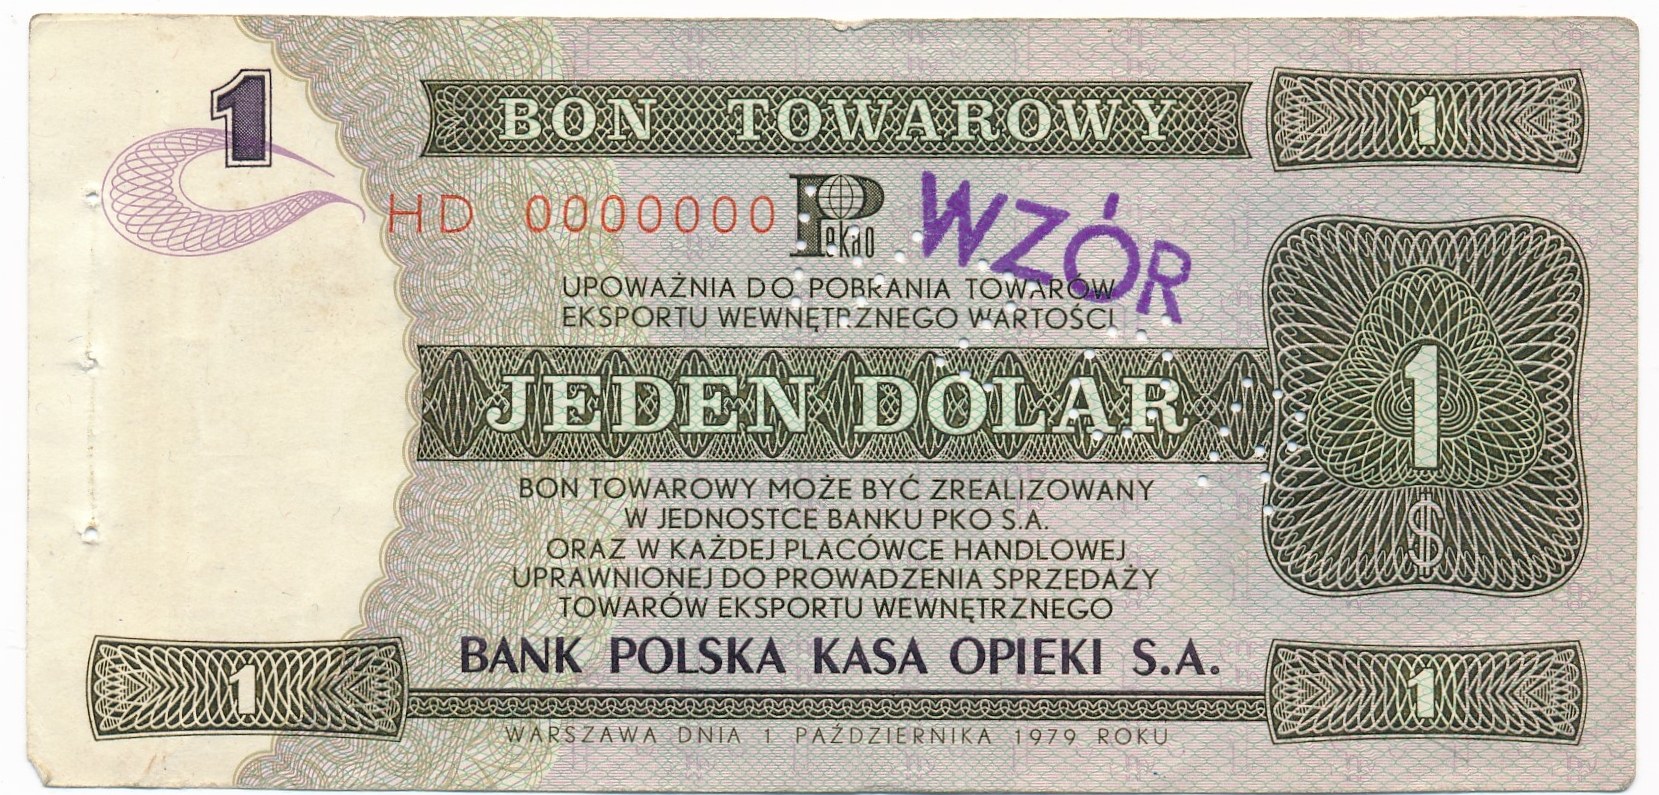 1
BON TOWAROWY
1
HD 0000000
Pekao
WZÓR
UPOWAŻNIA DO POBRANIA TOWARÓW
EKSPORTU WEWNĘTRZNEGO WARTOŚCI
JEDEN DOLAR
1
$
BON TOWAROWY MOŻE BYĆ ZREALIZOWANY
W JEDNOSTCE BANKU PKO S.A.
ORAZ W KAŻDEJ PLACÓWCE HANDLOWEJ
UPRAWNIONEJ DO PROWADZENIA SPRZEDAŻY
TOWARÓW EKSPORTU WEWNĘTRZNEGO
BANK POLSKA KASA OPIEKI S.A.
1
1
WARSZAWA DNIA 1 PAŹDZIERNIKA 1979 ROKU